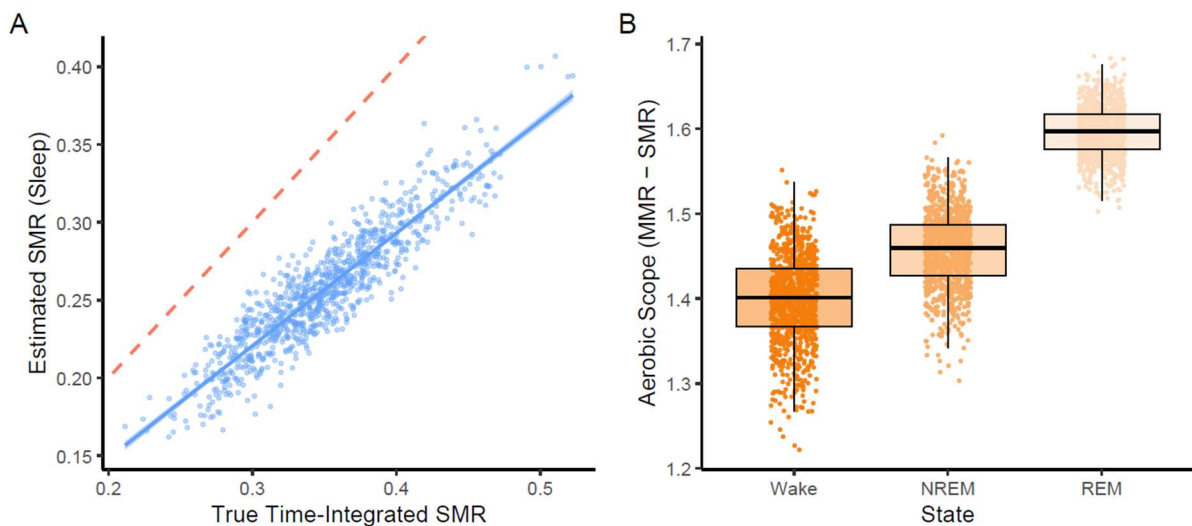 A
Estimated SMR (Sleep)
0.40
0.35
0.30
0.25
0.20
0.15
0.2
0.3
0.4
0.5
True Time-Integrated SMR
B
Aerobic Scope (MMR − SMR)
1.7
1.6
1.5
1.4
1.3
1.2
Wake
NREM
REM
State